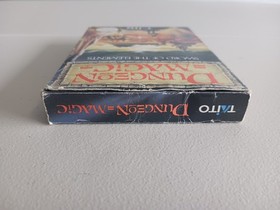 SWORD OF THE ELEMENTS
DUNGEON
MAGIC
TAITO DUNGEON MAGIC